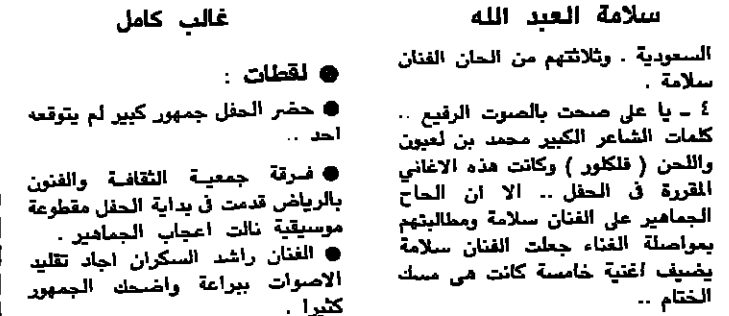 سلامة العبد الله
السعودية . وثلاثتهم من الحان الفنان
سلامة .
٤ ـ يا على صحت بالصوت الرفيع ..
كلمات الشاعر الكبير محمد بن لعبون
واللحن ( فلكلور ) وكانت هذه الاغاني
المقررة فى الحفل .. الا ان الحاح
الجماهير على الفنان سلامة ومطالبتهم
بمواصلة الغناء جعلت الفنان سلامة
يضيف اغنية خامسة كانت هى مسك
الختام ..
غالب كامل
● لقطات :
● حضر الحفل جمهور كبير لم يتوقعه
احد ..
● فرقة جمعية الثقافة والفنون
بالرياض قدمت فى بداية الحفل مقطوعة
موسيقية نالت اعجاب الجماهير .
● الفنان راشد السكران اجاد تقليد
الاصوات ببراعة واضحك الجمهور
كثيرا .